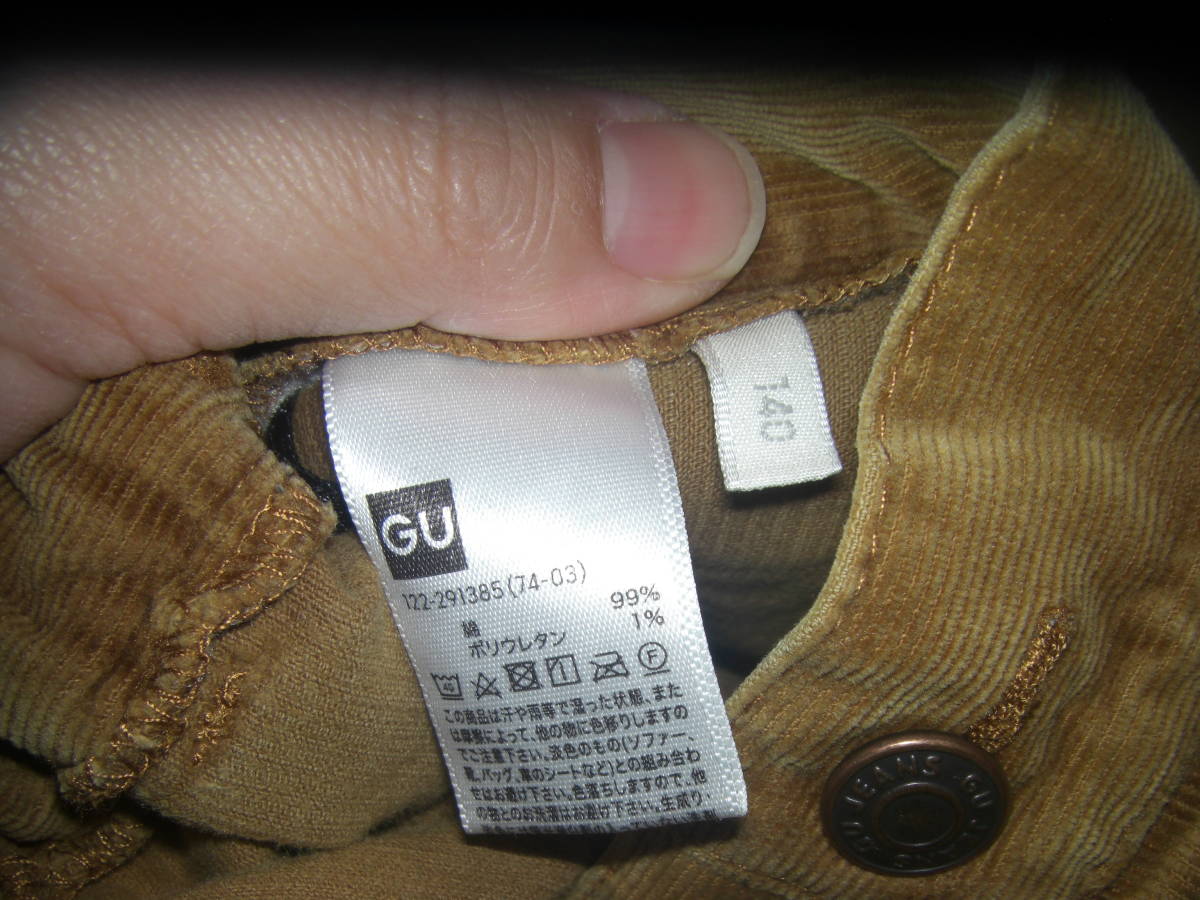 GU
122-291385(74-03)
綿 99%
ポリウレタン 1%
40
この商品は汗や雨等で湿った状態、また
は摩擦によって、他の物に色移りしますの
でご注意下さい。淡色のもの(ソファー、
靴、バッグ、車のシートなど)との組み合わ
せはお避け下さい。色落ちしますので、他
の物とのお洗濯はお避け下さい。生成り
140
JEANS GU